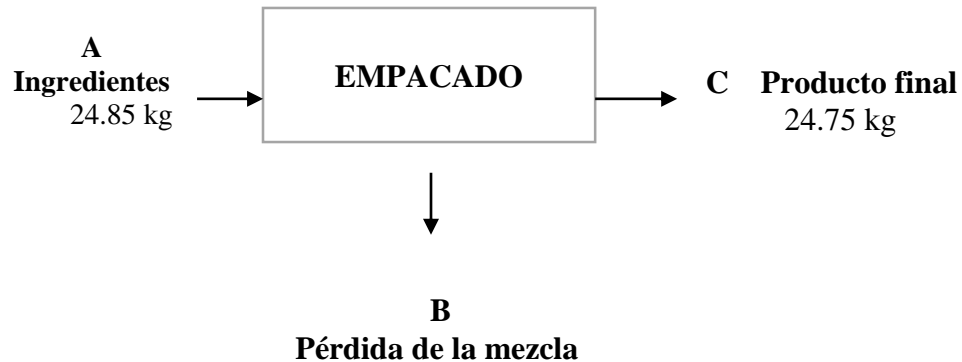 A
Ingredientes
24.85 kg
EMPACADO
C Producto final
24.75 kg
B
Pérdida de la mezcla